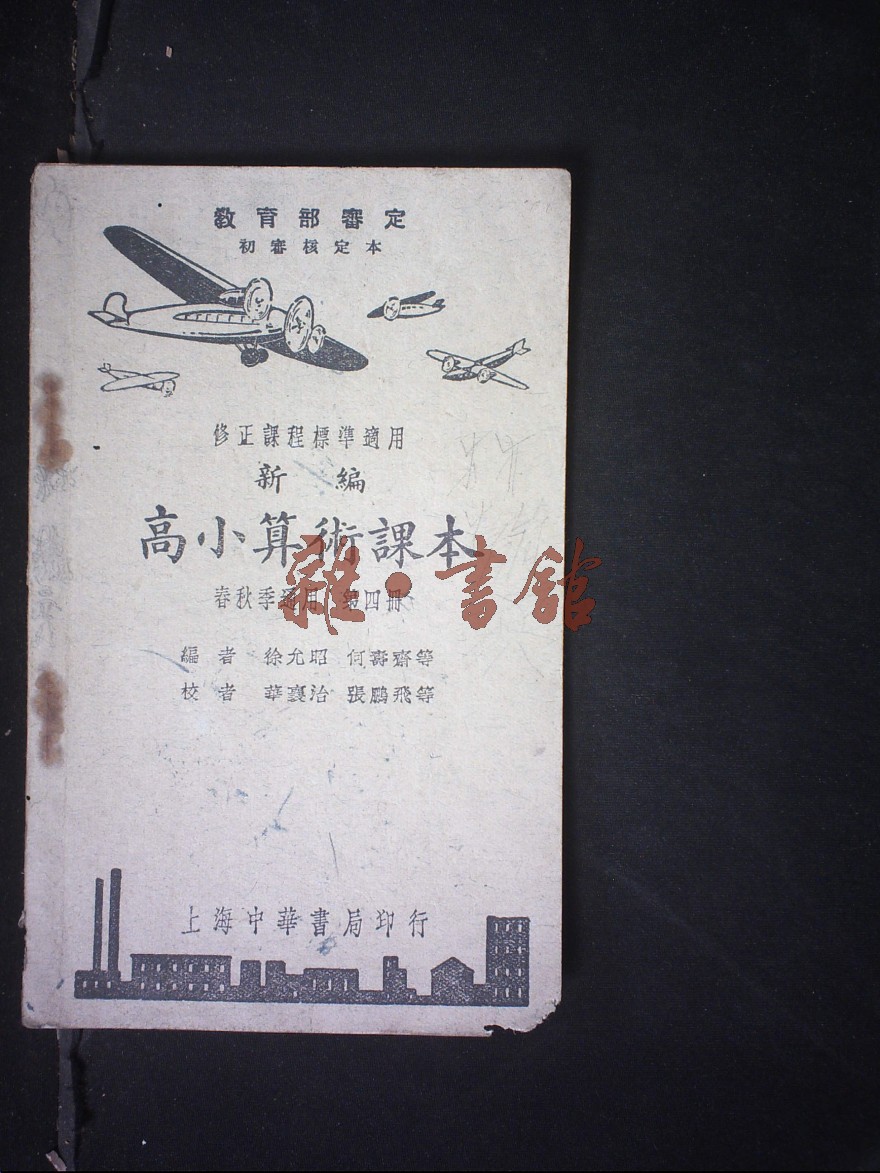 教育部審定
初審核定本
修正課程標準適用
新編
高小算術課本
春秋季適用 第四冊
編者 徐允昭 何壽齋等
校者 華襄治 張鵬飛等
上海中華書局印行
雜·書館